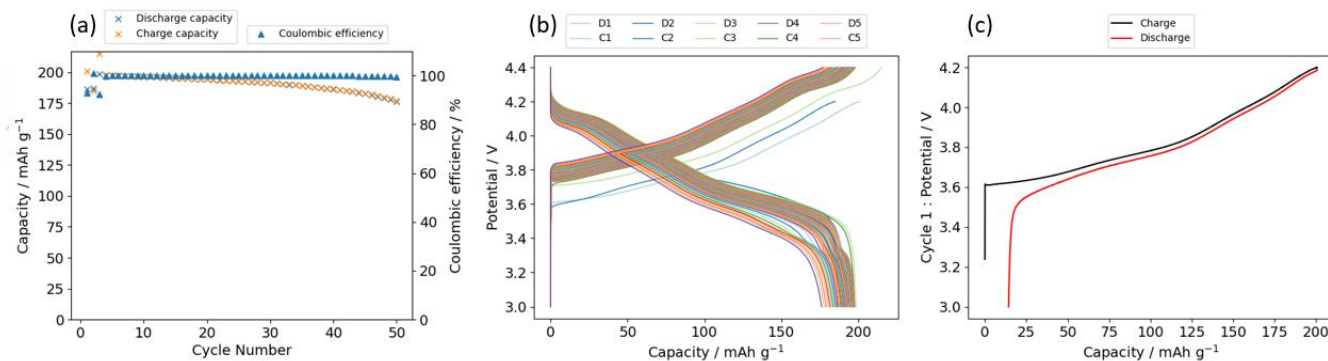 (a)
Discharge capacity
Charge capacity
Coulombic efficiency
Capacity / mAh g⁻¹
200
175
150
125
100
75
50
25
0
0 10 20 30 40 50
Cycle Number
100
80
60
40
20
0
Coulombic efficiency / %
(b)
D1 D2 D3 D4 D5
C1 C2 C3 C4 C5
Potential / V
4.4
4.2
4.0
3.8
3.6
3.4
3.2
3.0
0 50 100 150 200
Capacity / mAh g⁻¹
(c)
Charge
Discharge
Cycle 1 : Potential / V
4.2
4.0
3.8
3.6
3.4
3.2
3.0
0 25 50 75 100 125 150 175 200
Capacity / mAh g⁻¹